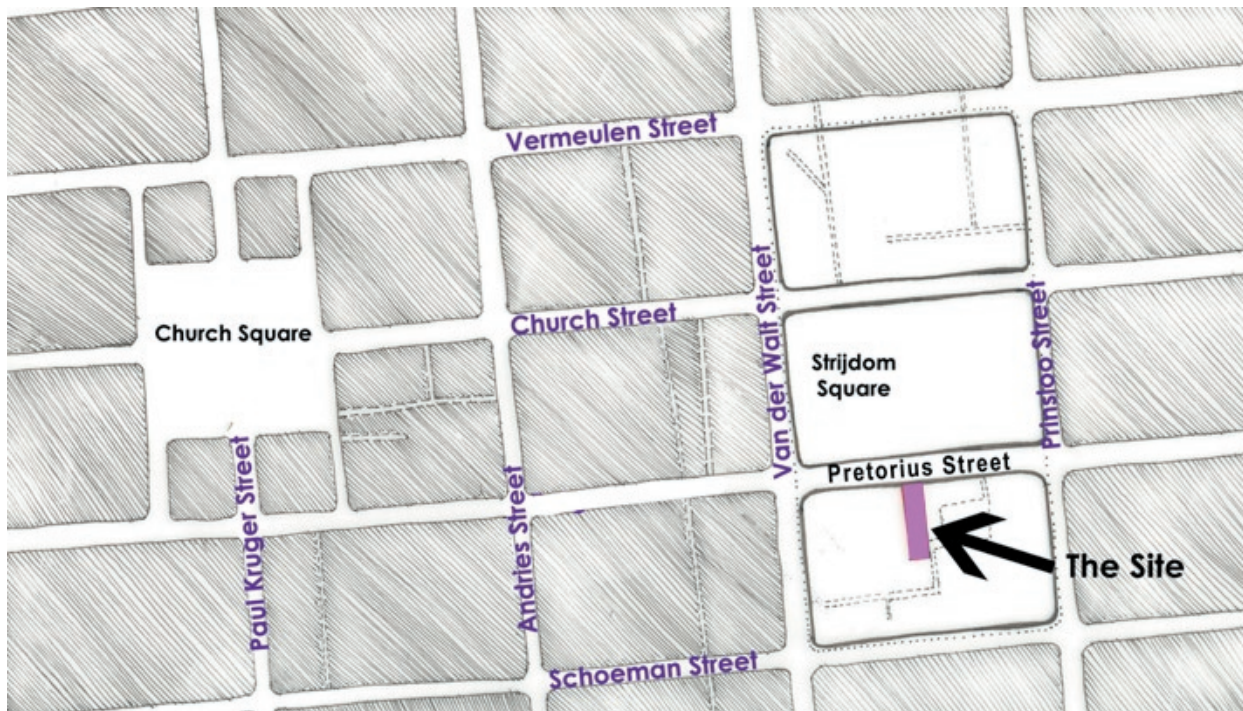 Vermeulen Street
Church Square
Church Street
Van der Walt Street
Strijdom
Square
Prinsloo Street
Pretorius Street
Paul Kruger Street
Andries Street
The Site
Schoeman Street